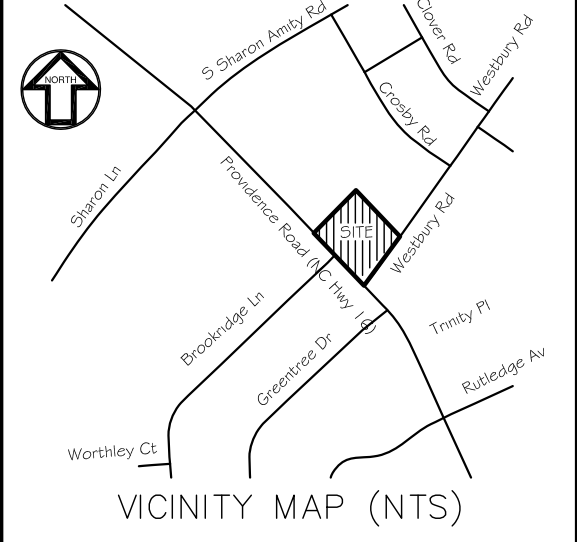 S Sharon Amity Rd
Clover Rd
Westbury Rd
NORTH
Crosby Rd
Sharon Ln
Providence Road (NC Hwy 16)
SITE
Westbury Rd
Brookridge Ln
Trinity Pl
Greentree Dr
Rutledge Av
Worthley Ct
VICINITY MAP (NTS)